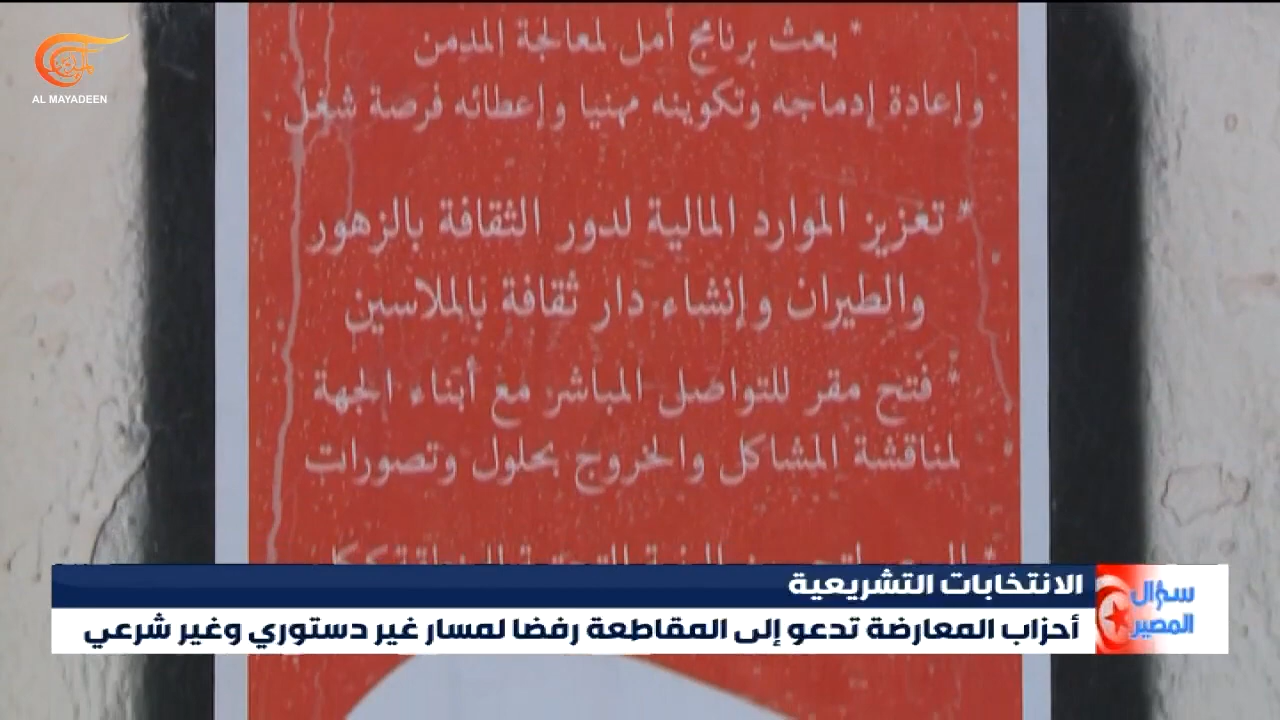 AL MAYADEEN
* بعث برنامج أمل لمعالجة المدمن
وإعادة إدماجه وتكوينه مهنيا وإعطائه فرصة شغل
* تعزيز الموارد المالية لدور الثقافة بالزهور
والطيران وإنشاء دار ثقافة بالملاسين
* فتح مقر للتواصل المباشر مع أبناء الجهة
لمناقشة المشاكل والخروج بحلول وتصورات
الانتخابات التشريعية
أحزاب المعارضة تدعو إلى المقاطعة رفضا لمسار غير دستوري وغير شرعي
سؤال
المصير